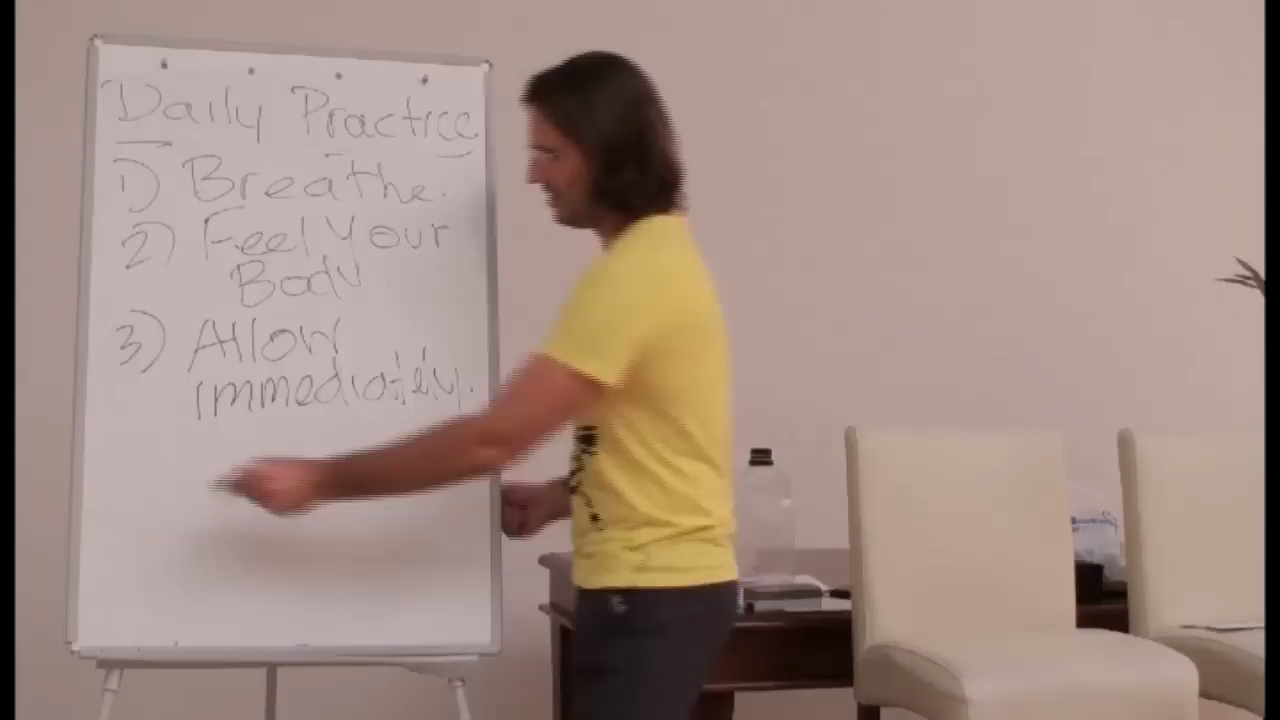 Daily Practice
1) Breathe.
2) Feel Your
Body
3) Allow
immediately.